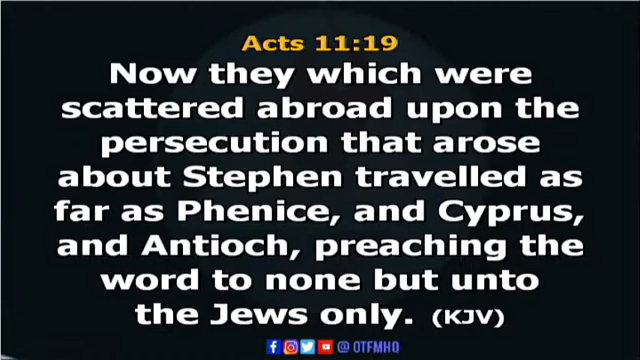 Acts 11:19
Now they which were
scattered abroad upon the
persecution that arose
about Stephen travelled as
far as Phenice, and Cyprus,
and Antioch, preaching the
word to none but unto
the Jews only. (KJV)
@ OTFMHQ